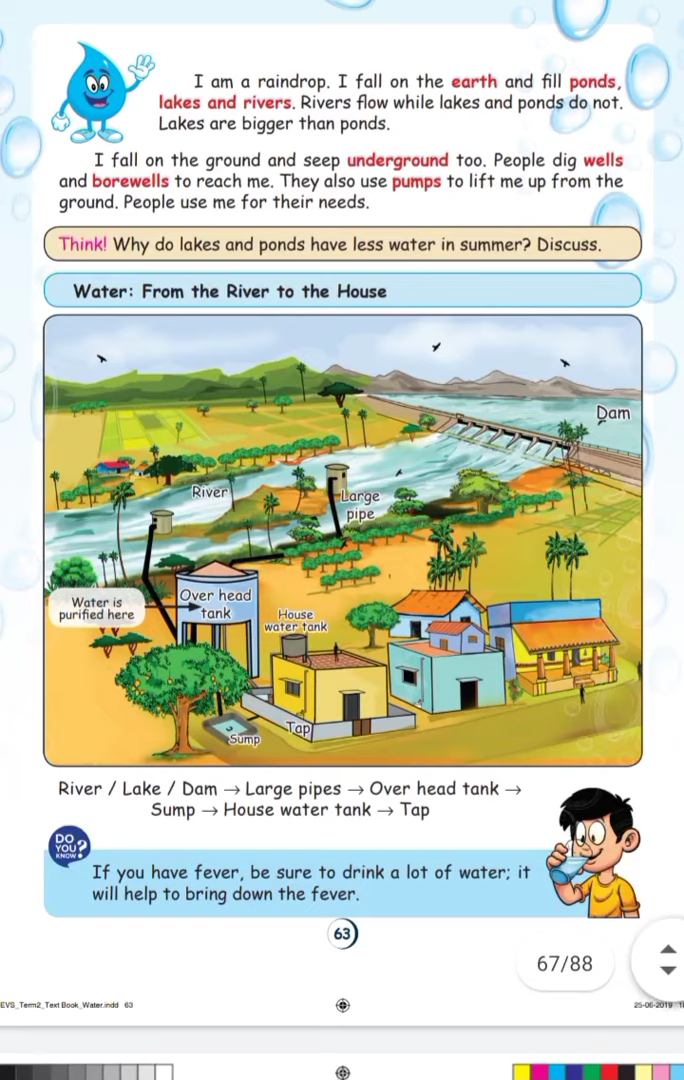 I am a raindrop. I fall on the earth and fill ponds,
lakes and rivers. Rivers flow while lakes and ponds do not.
Lakes are bigger than ponds.
I fall on the ground and seep underground too. People dig wells
and borewells to reach me. They also use pumps to lift me up from the
ground. People use me for their needs.
Think! Why do lakes and ponds have less water in summer? Discuss.
Water: From the River to the House
Dam
River
Large
pipe
Water is
purified here
Over head
tank
House
water tank
Tap
Sump
River / Lake / Dam → Large pipes → Over head tank →
Sump → House water tank → Tap
DO
YOU
KNOW ?
If you have fever, be sure to drink a lot of water; it
will help to bring down the fever.
63
67/88
EVS_Term2_Text Book_Water.indd 63
25-06-2019